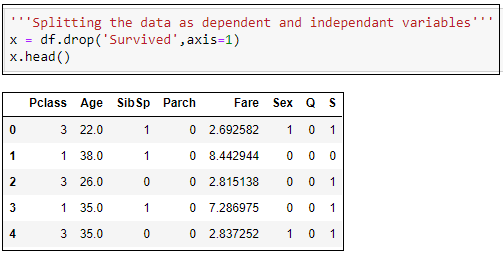 '''Splitting the data as dependent and independant variables'''
x = df.drop('Survived',axis=1)
x.head()
Pclass Age SibSp Parch Fare Sex Q S
0 3 22.0 1 0 2.692582 1 0 1
1 1 38.0 1 0 8.442944 0 0 0
2 3 26.0 0 0 2.815138 0 0 1
3 1 35.0 1 0 7.286975 0 0 1
4 3 35.0 0 0 2.837252 1 0 1